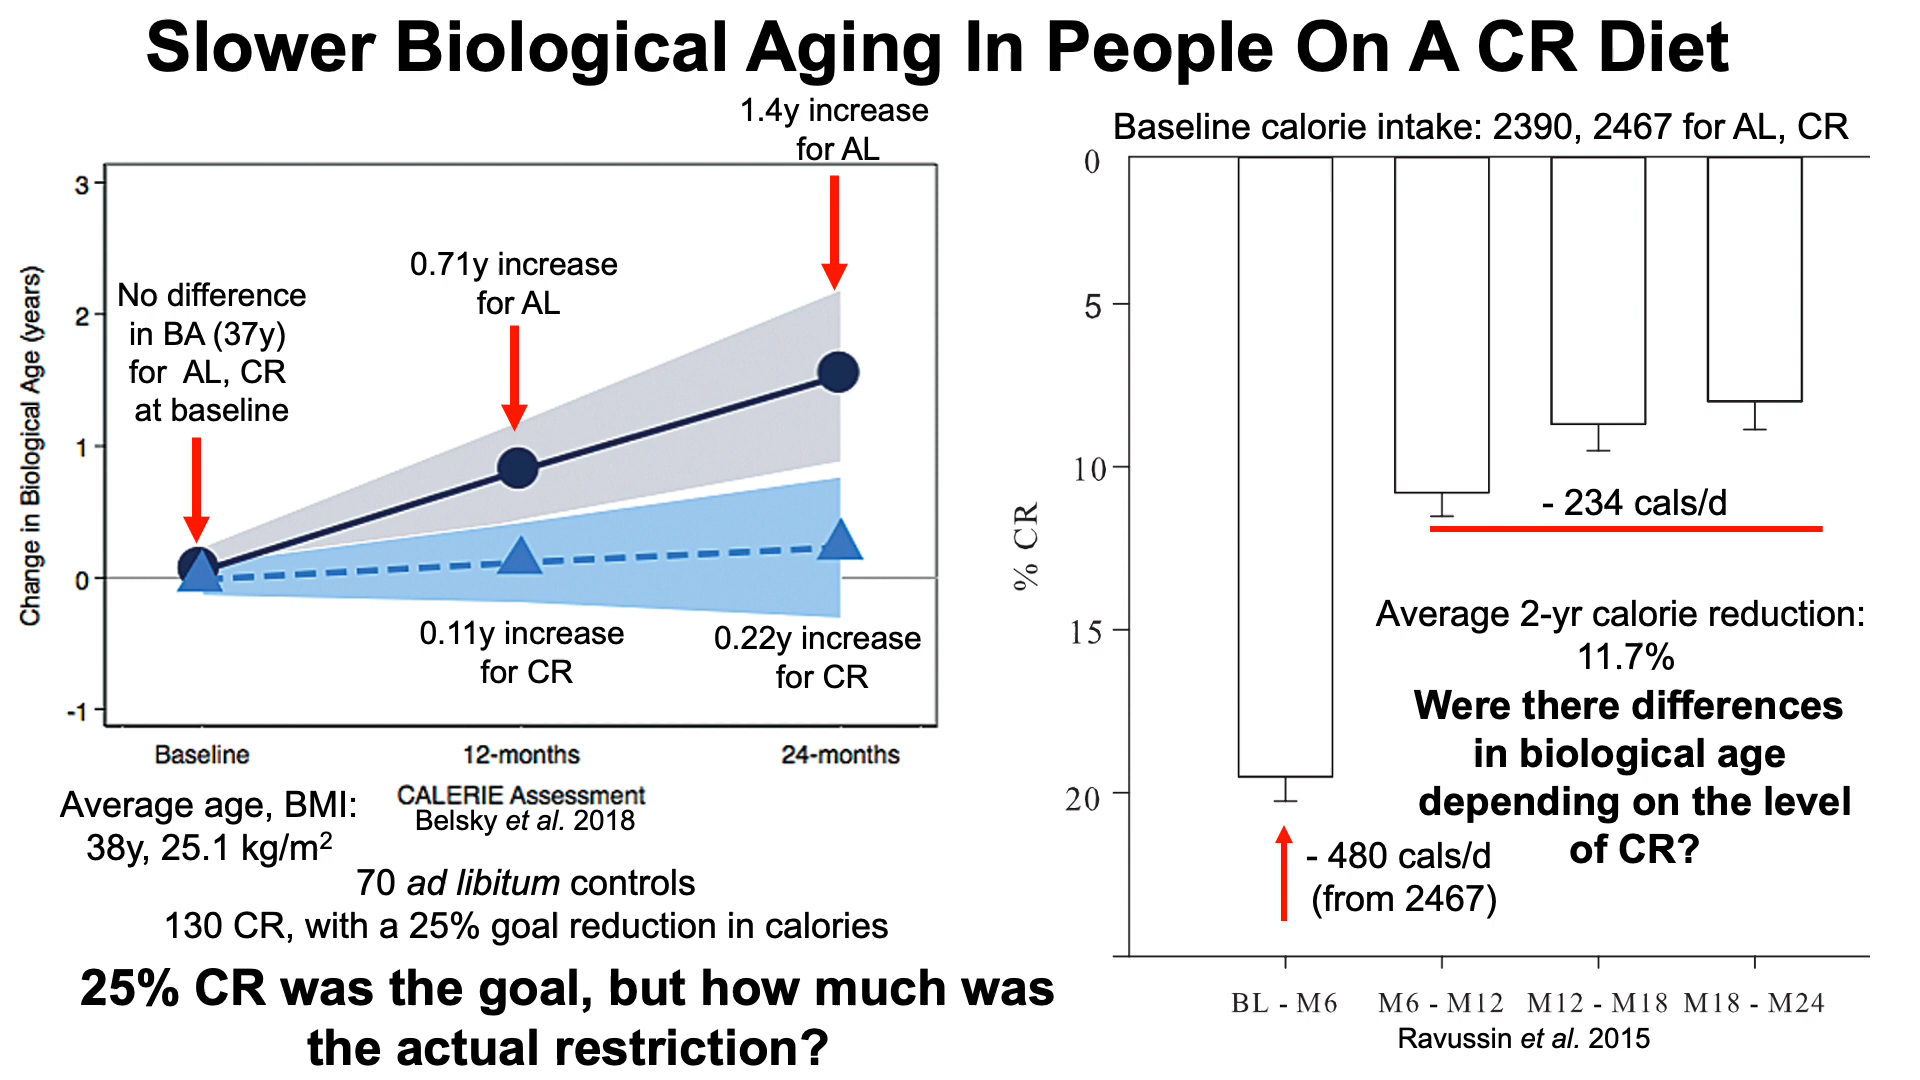 Slower Biological Aging In People On A CR Diet
1.4y increase
for AL
3
2
1
0
-1
Change in Biological Age (years)
No difference
in BA (37y)
for AL, CR
at baseline
0.71y increase
for AL
0.11y increase
for CR
0.22y increase
for CR
Baseline
12-months
24-months
CALERIE Assessment
Belsky et al. 2018
Average age, BMI:
38y, 25.1 kg/m²
70 ad libitum controls
130 CR, with a 25% goal reduction in calories
25% CR was the goal, but how much was
the actual restriction?
Baseline calorie intake: 2390, 2467 for AL, CR
0
5
10
15
20
% CR
- 234 cals/d
Average 2-yr calorie reduction:
11.7%
Were there differences
in biological age
depending on the level
of CR?
- 480 cals/d
(from 2467)
BL - M6
M6 - M12
M12 - M18
M18 - M24
Ravussin et al. 2015